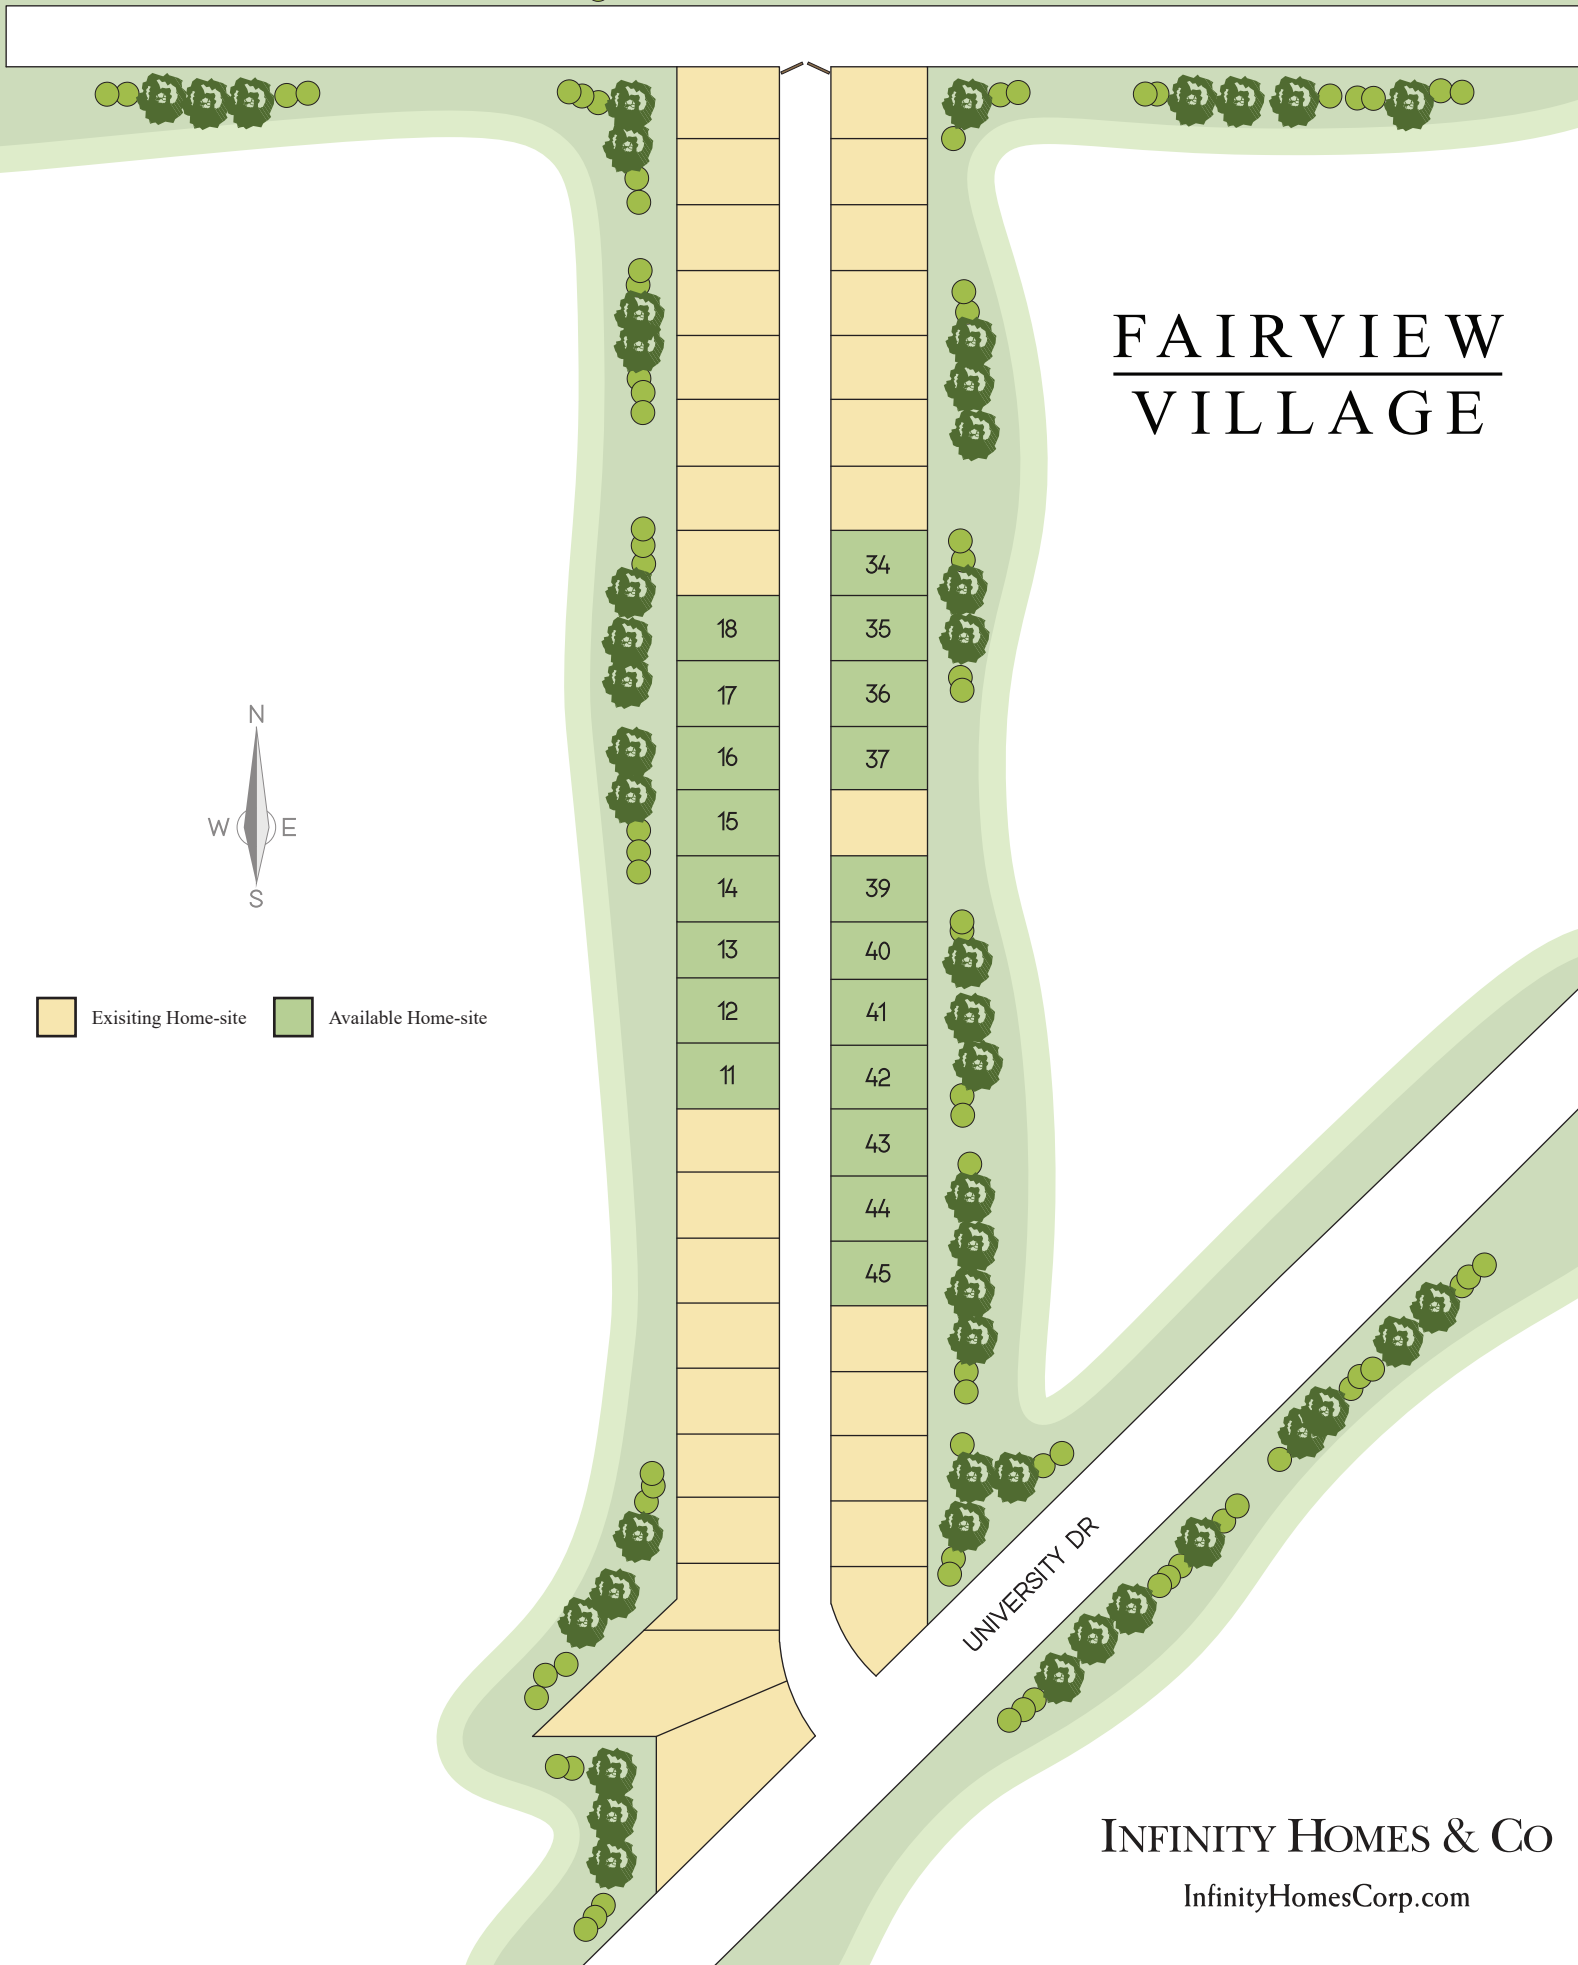 FAIRVIEW
VILLAGE
34
18
35
17
36
16
37
15
14
39
13
40
12
41
11
42
43
44
45
N
W E
S
Exisiting Home-site Available Home-site
UNIVERSITY DR
INFINITY HOMES & CO
InfinityHomesCorp.com